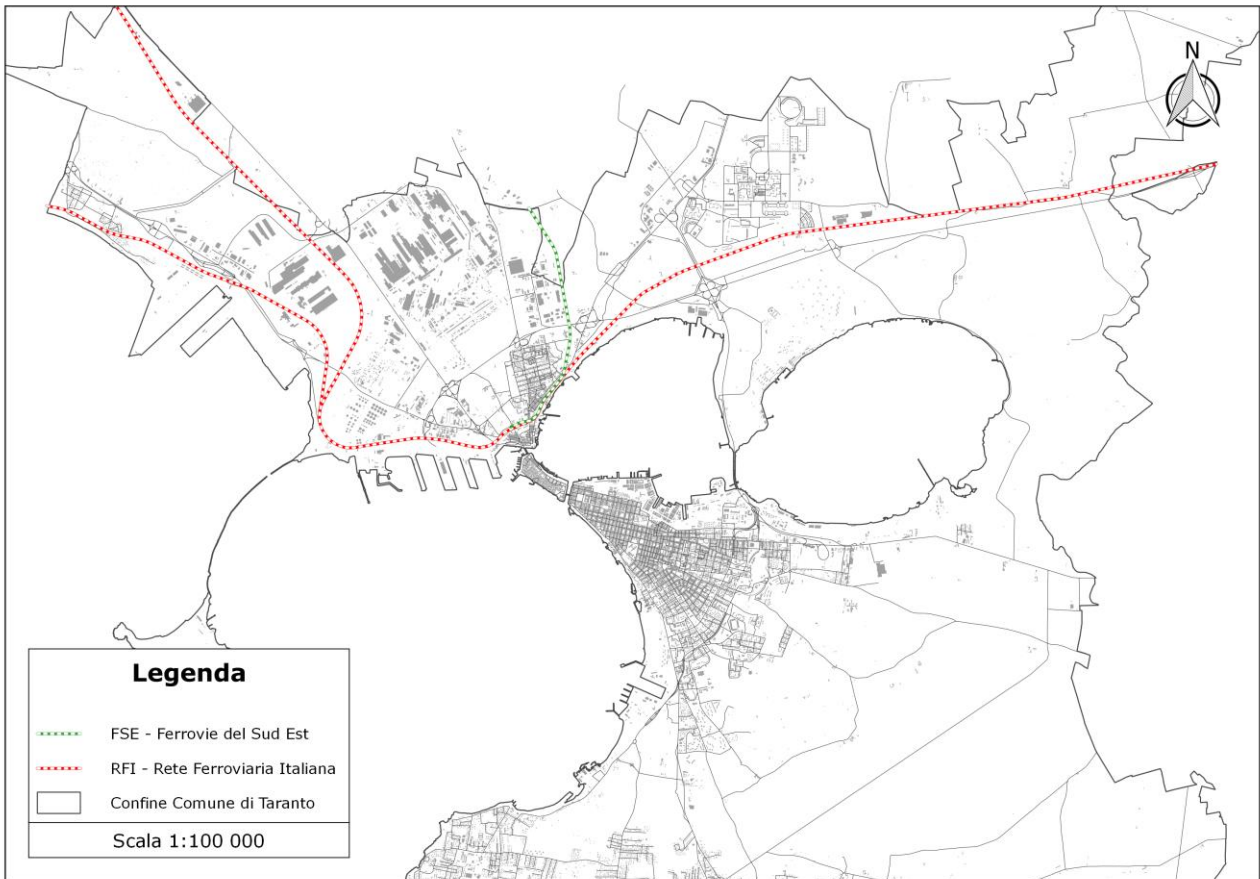 N
Legenda
FSE - Ferrovie del Sud Est
RFI - Rete Ferroviaria Italiana
Confine Comune di Taranto
Scala 1:100 000